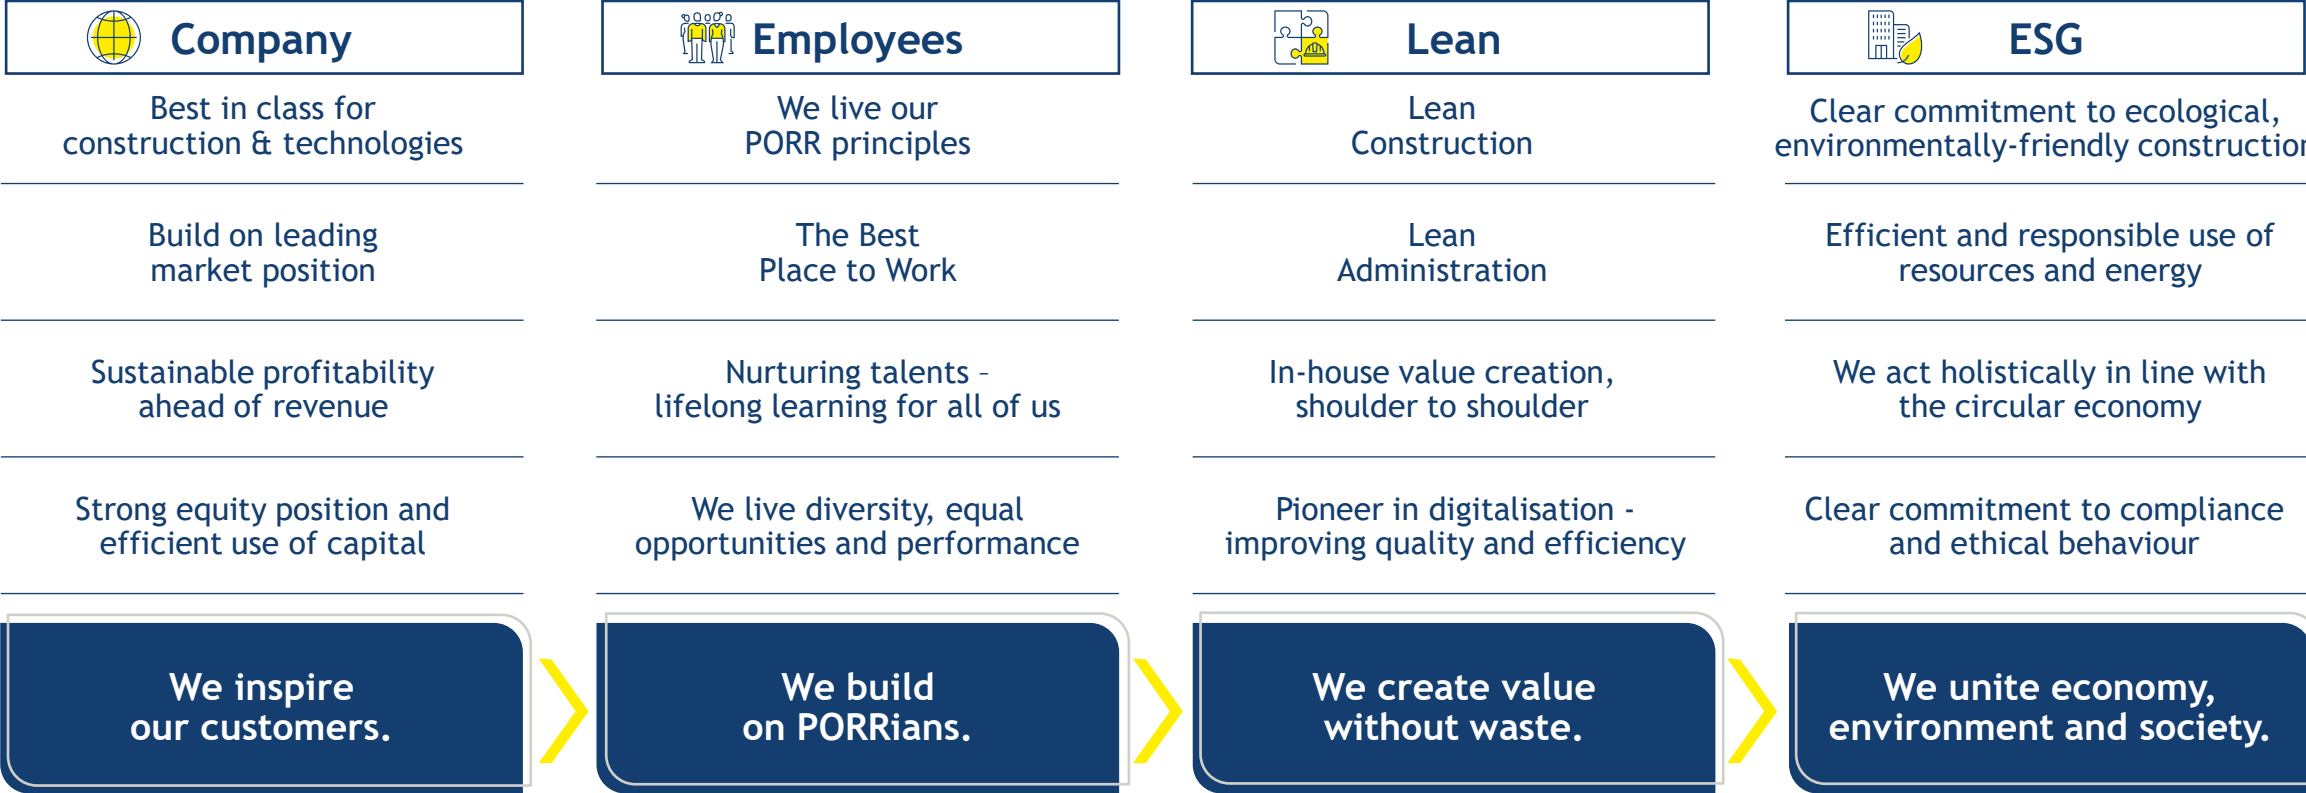 Company
Best in class for
construction & technologies
Build on leading
market position
Sustainable profitability
ahead of revenue
Strong equity position and
efficient use of capital
We inspire
our customers.
Employees
We live our
PORR principles
The Best
Place to Work
Nurturing talents –
lifelong learning for all of us
We live diversity, equal
opportunities and performance
We build
on PORRians.
Lean
Lean
Construction
Lean
Administration
In-house value creation,
shoulder to shoulder
Pioneer in digitalisation -
improving quality and efficiency
We create value
without waste.
ESG
Clear commitment to ecological,
environmentally-friendly construction
Efficient and responsible use of
resources and energy
We act holistically in line with
the circular economy
Clear commitment to compliance
and ethical behaviour
We unite economy,
environment and society.